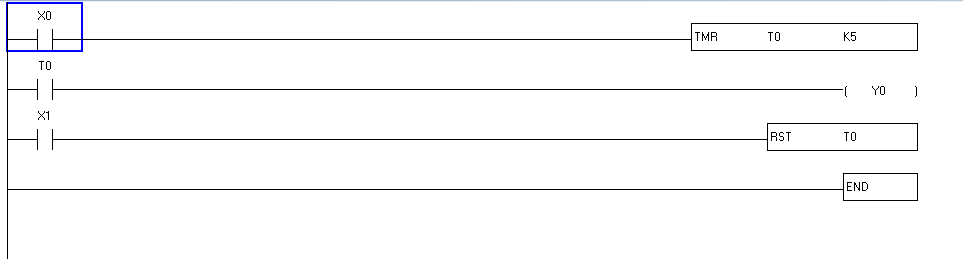 X0
TMR T0 K5
T0
( Y0 )
X1
RST T0
END